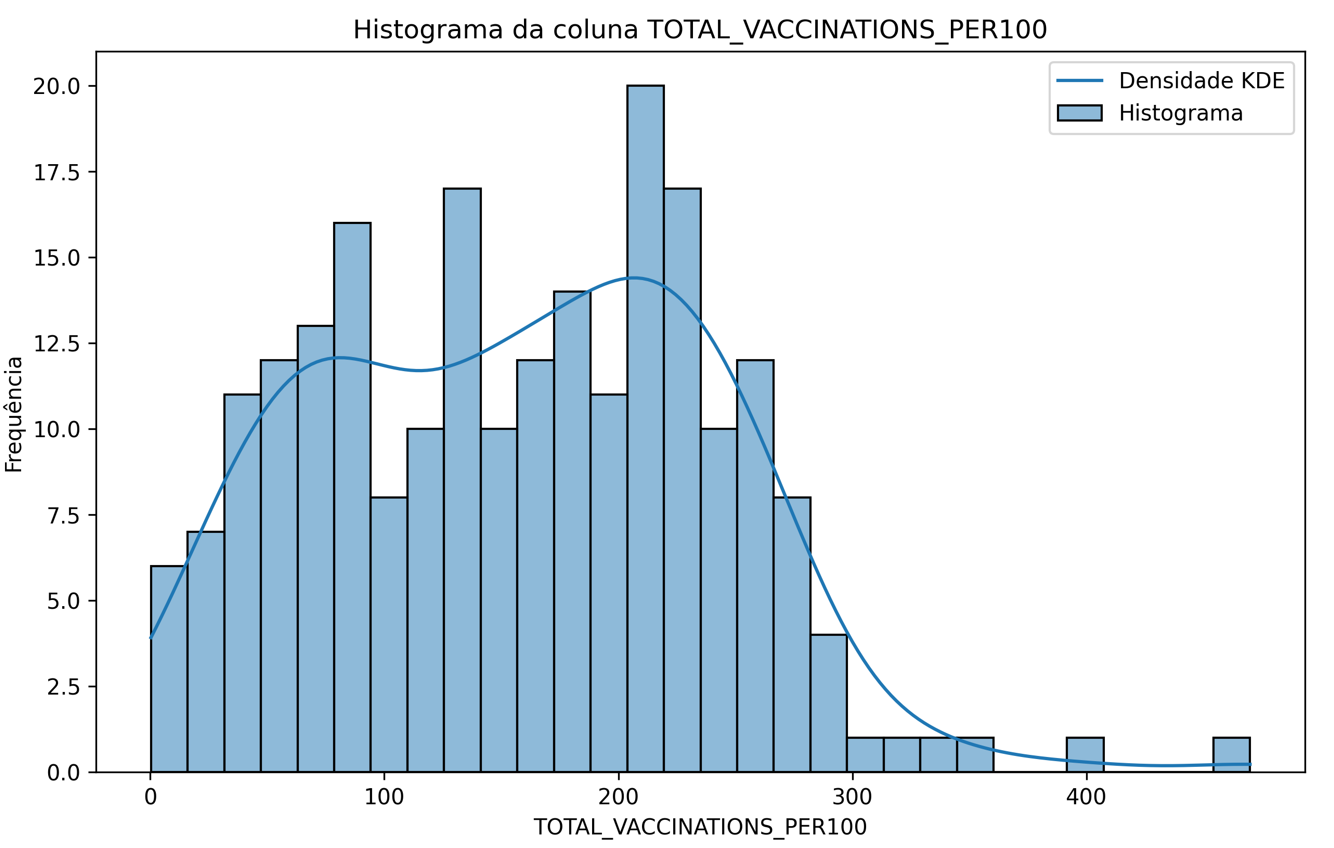 Histograma da coluna TOTAL_VACCINATIONS_PER100
Densidade KDE
Histograma
20.0
17.5
15.0
12.5
10.0
7.5
5.0
2.5
0.0
Frequência
0 100 200 300 400
TOTAL_VACCINATIONS_PER100